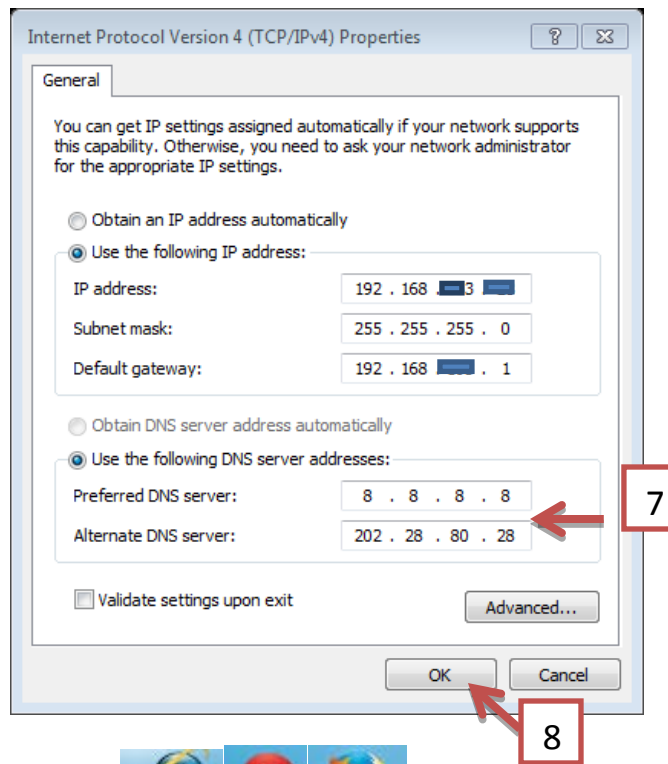 Internet Protocol Version 4 (TCP/IPv4) Properties
General
You can get IP settings assigned automatically if your network supports
this capability. Otherwise, you need to ask your network administrator
for the appropriate IP settings.
Obtain an IP address automatically
Use the following IP address:
IP address: 192 . 168 . 3
Subnet mask: 255 . 255 . 255 . 0
Default gateway: 192 . 168 . 1
Obtain DNS server address automatically
Use the following DNS server addresses:
Preferred DNS server: 8 . 8 . 8 . 8
7
Alternate DNS server: 202 . 28 . 80 . 28
Validate settings upon exit
Advanced...
OK Cancel
8